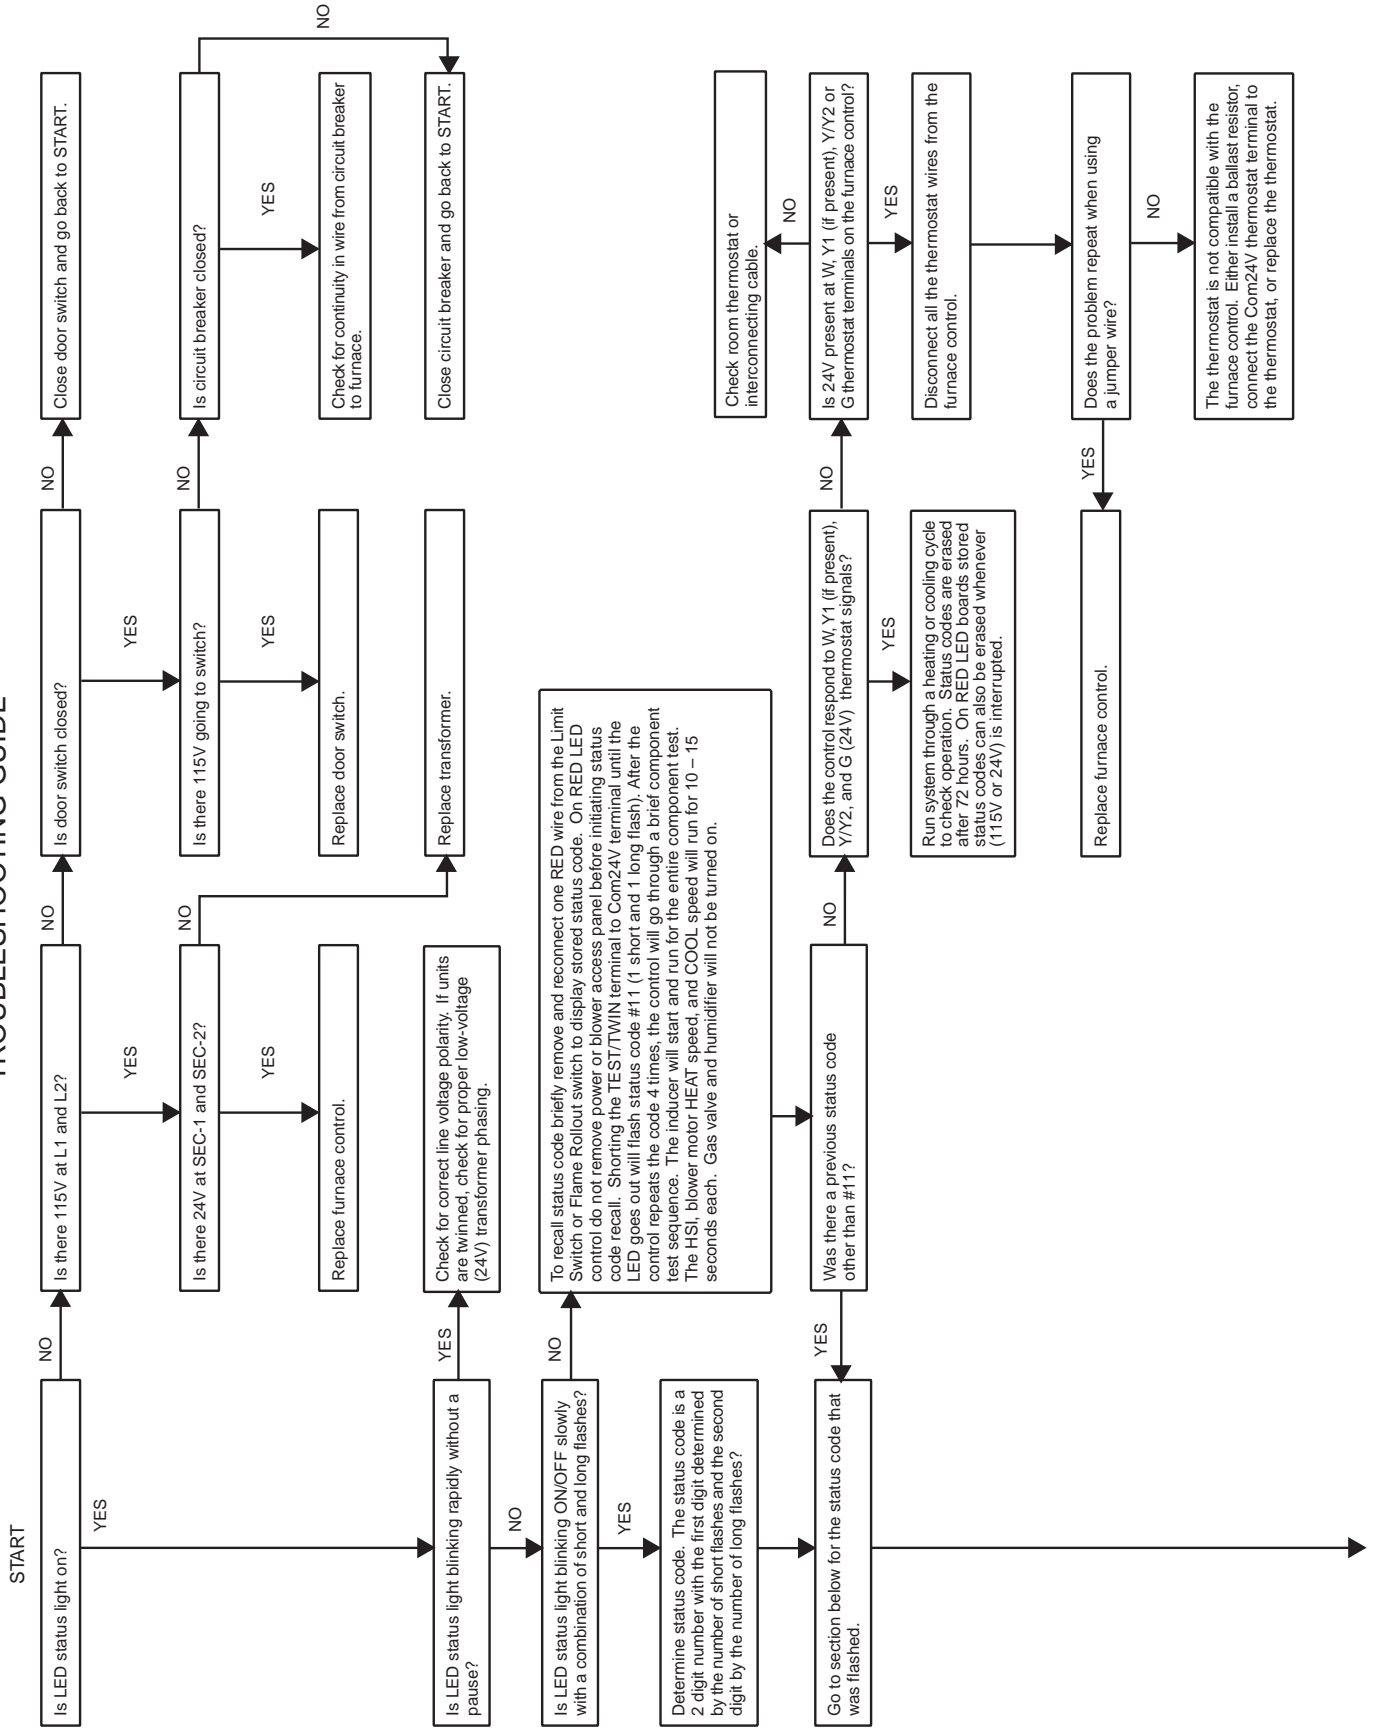 TROUBLESHOOTING GUIDE
START
Is LED status light on?
NO
YES
Is there 115V at L1 and L2?
NO
YES
Is door switch closed?
NO
YES
Close door switch and go back to START.
Is there 24V at SEC-1 and SEC-2?
NO
YES
Is there 115V going to switch?
NO
YES
Is circuit breaker closed?
NO
YES
Replace furnace control.
Replace door switch.
Check for continuity in wire from circuit breaker
to furnace.
Is LED status light blinking rapidly without a
pause?
YES
NO
Check for correct line voltage polarity. If units
are twinned, check for proper low-voltage
(24V) transformer phasing.
Replace transformer.
Close circuit breaker and go back to START.
Is LED status light blinking ON/OFF slowly
with a combination of short and long flashes?
NO
YES
To recall status code briefly remove and reconnect one RED wire from the Limit
Switch or Flame Rollout switch to display stored status code. On RED LED
control do not remove power or blower access panel before initiating status
code recall. Shorting the TEST/TWIN terminal to Com24V terminal until the
LED goes out will flash status code #11 (1 short and 1 long flash). After the
control repeats the code 4 times, the control will go through a brief component
test sequence. The inducer will start and run for the entire component test.
The HSI, blower motor HEAT speed, and COOL speed will run for 10 – 15
seconds each. Gas valve and humidifier will not be turned on.
Determine status code. The status code is a
2 digit number with the first digit determined
by the number of short flashes and the second
digit by the number of long flashes?
Check room thermostat or
interconnecting cable.
NO
Go to section below for the status code that
was flashed.
YES
Was there a previous status code
other than #11?
NO
Does the control respond to W,Y1 (if present),
Y/Y2, and G (24V) thermostat signals?
NO
YES
Is 24V present at W, Y1 (if present), Y/Y2 or
G thermostat terminals on the furnace control?
YES
Run system through a heating or cooling cycle
to check operation. Status codes are erased
after 72 hours. On RED LED boards stored
status codes can also be erased whenever
(115V or 24V) is interrupted.
Disconnect all the thermostat wires from the
furnace control.
Replace furnace control.
YES
Does the problem repeat when using
a jumper wire?
NO
The thermostat is not compatible with the
furnace control. Either install a ballast resistor,
connect the Com24V thermostat terminal to
the thermostat, or replace the thermostat.